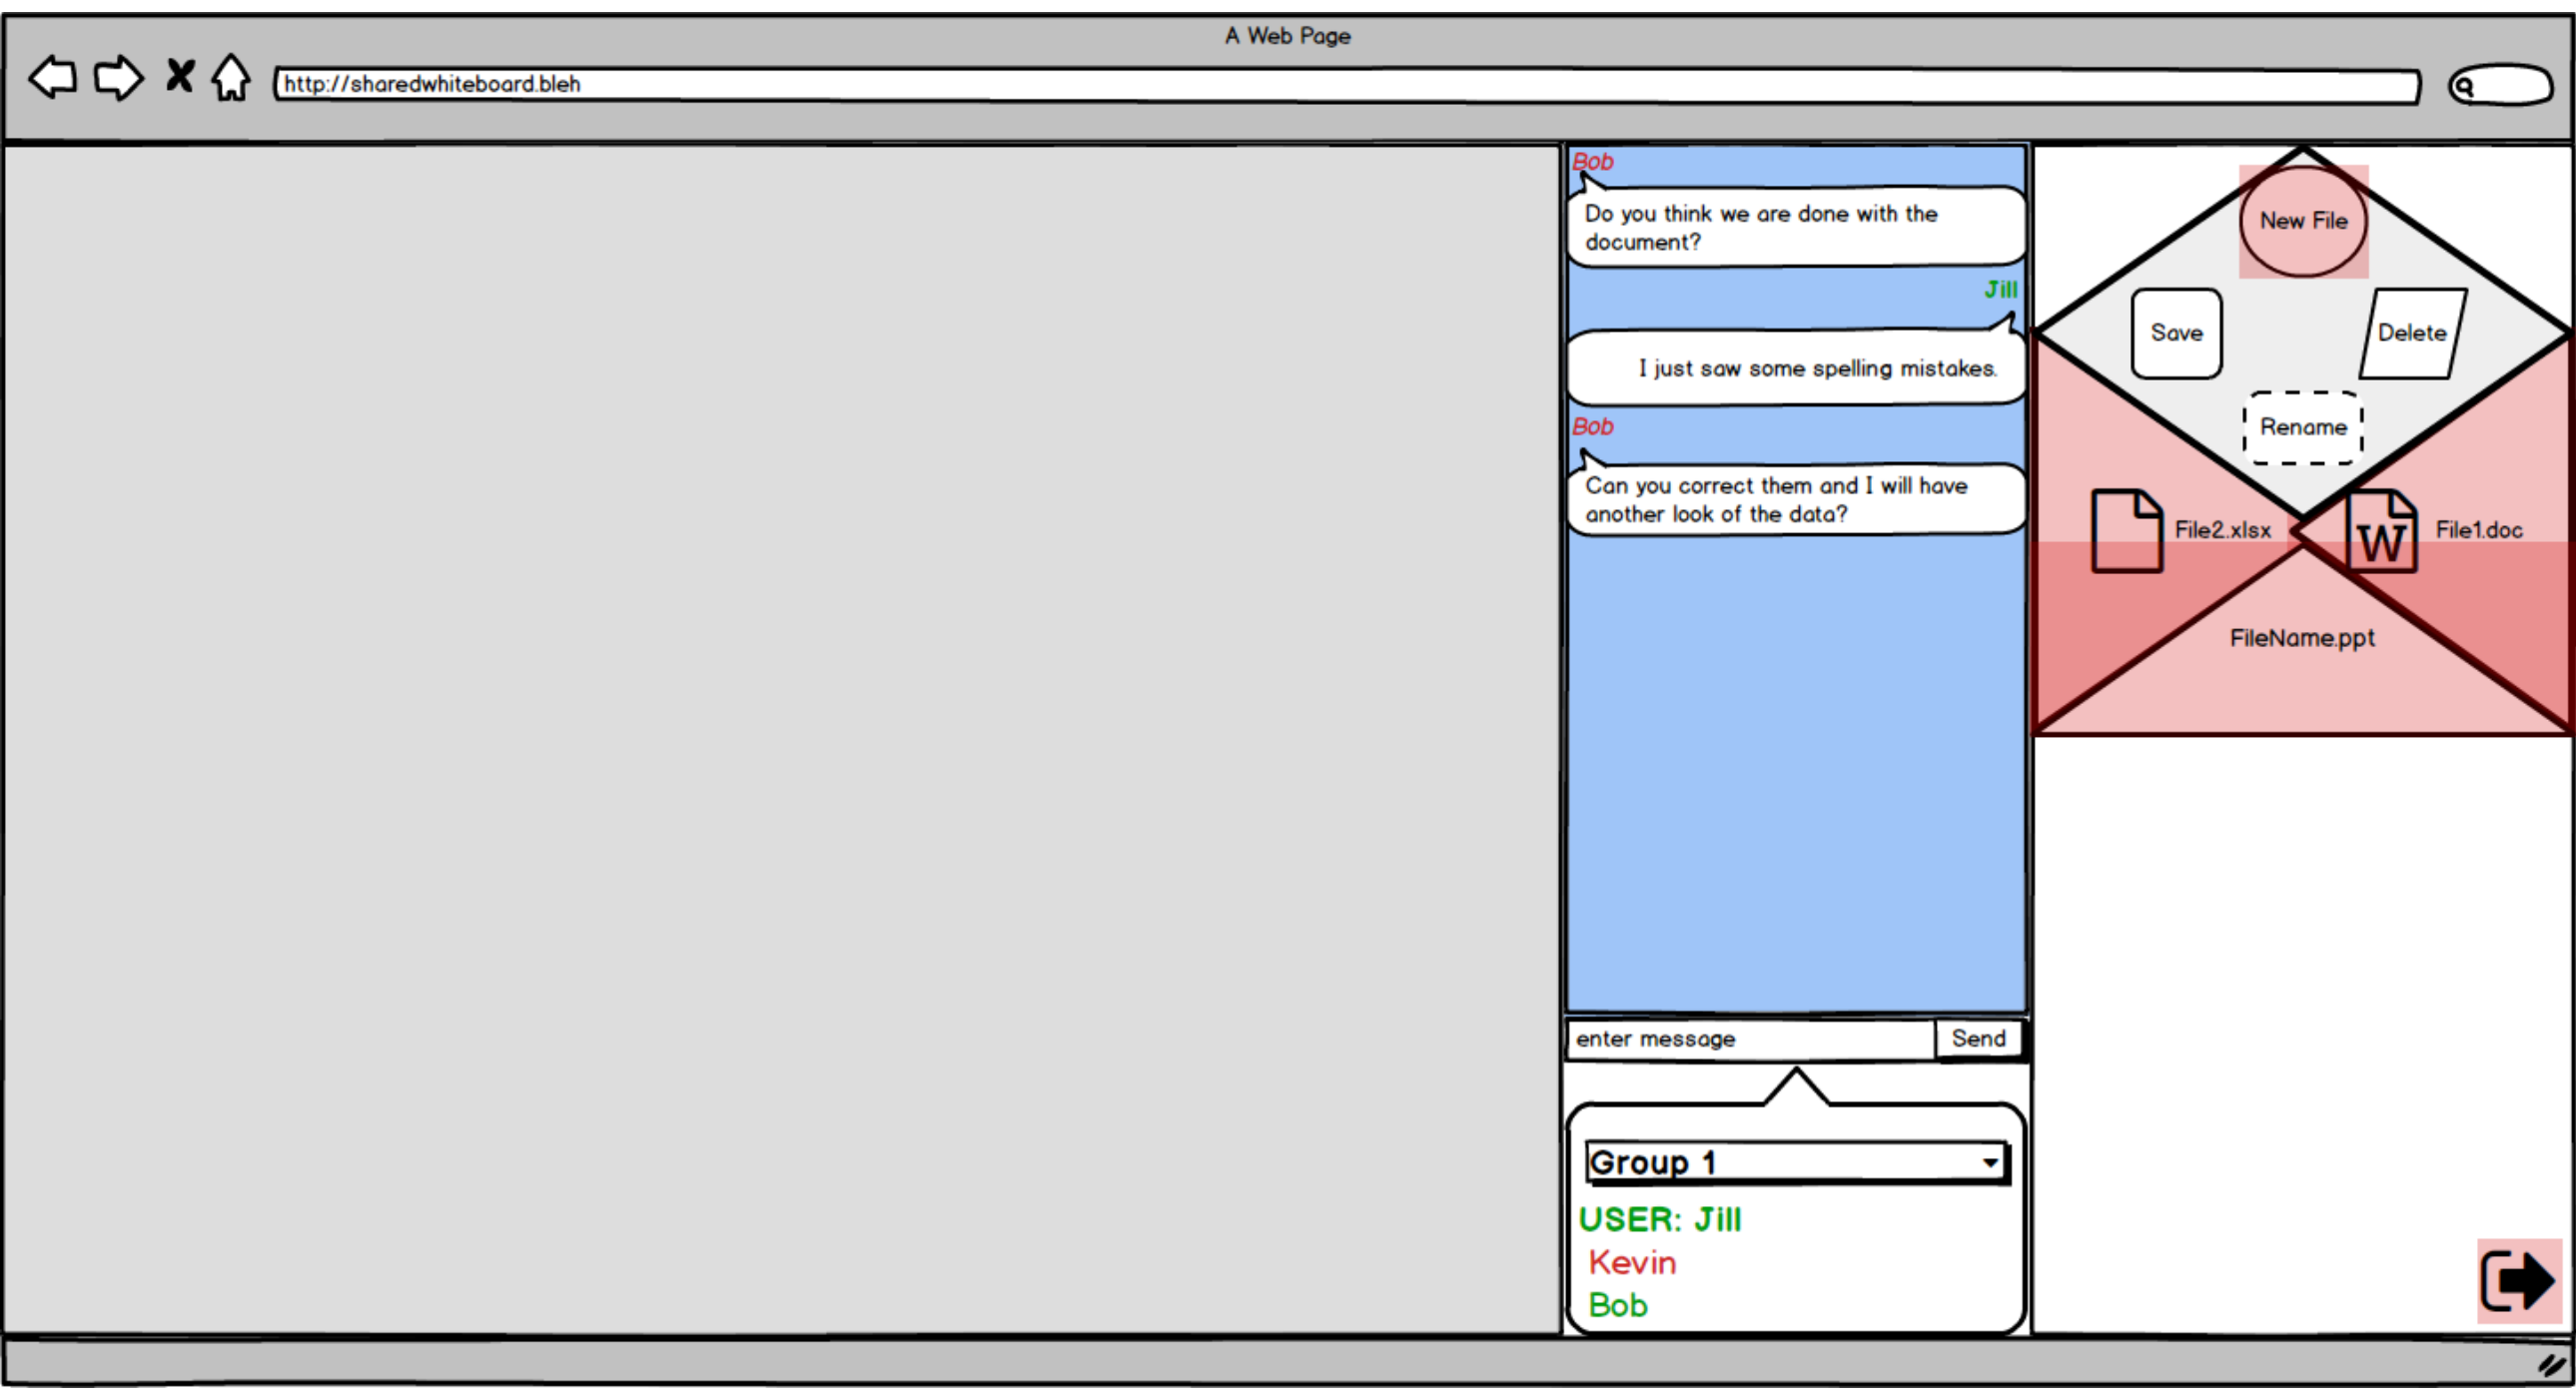 A Web Page
http://sharedwhiteboard.bleh
Bob
Do you think we are done with the
document?
Jill
I just saw some spelling mistakes.
Bob
Can you correct them and I will have
another look of the data?
enter message
Send
Group 1
USER: Jill
Kevin
Bob
New File
Save
Delete
Rename
File2.xlsx
W
File1.doc
FileName.ppt